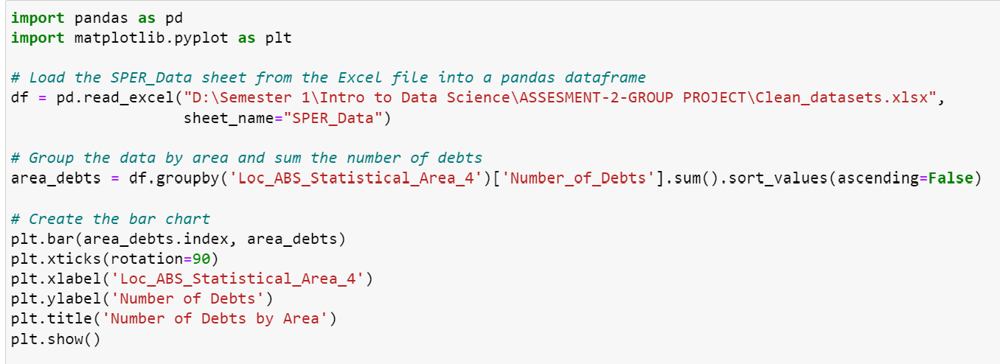 import pandas as pd
import matplotlib.pyplot as plt
# Load the SPER_Data sheet from the Excel file into a pandas dataframe
df = pd.read_excel("D:\Semester 1\Intro to Data Science\ASSESMENT-2-GROUP PROJECT\Clean_datasets.xlsx",
sheet_name="SPER_Data")
# Group the data by area and sum the number of debts
area_debts = df.groupby('Loc_ABS_Statistical_Area_4')['Number_of_Debts'].sum().sort_values(ascending=False)
# Create the bar chart
plt.bar(area_debts.index, area_debts)
plt.xticks(rotation=90)
plt.xlabel('Loc_ABS_Statistical_Area_4')
plt.ylabel('Number of Debts')
plt.title('Number of Debts by Area')
plt.show()